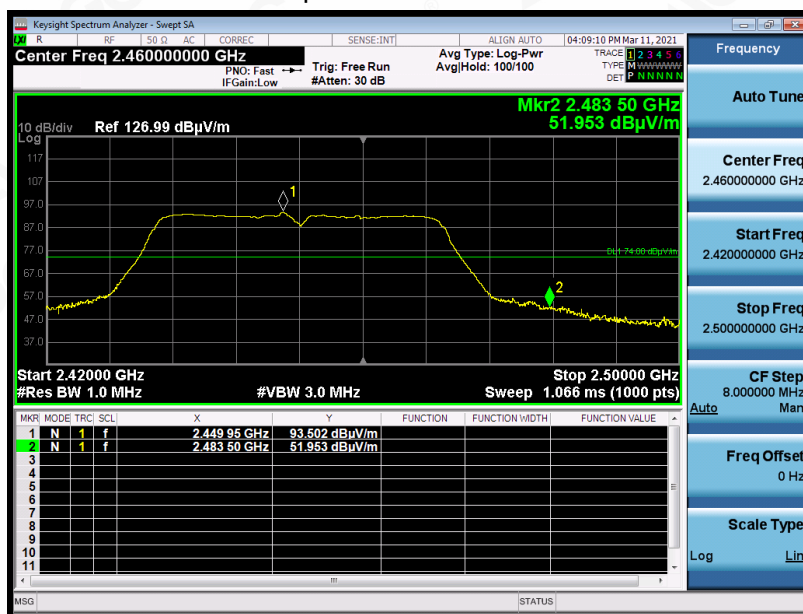 Keysight Spectrum Analyzer - Swept SA
LXI R RF 50 Ω AC CORREC SENSE:INT ALIGN AUTO 04:09:10 PM Mar 11, 2021
Center Freq 2.460000000 GHz
PNO: Fast
IFGain:Low
Trig: Free Run
#Atten: 30 dB
Avg Type: Log-Pwr
Avg|Hold: 100/100
TRACE 1 2 3 4 5 6
TYPE M W W W W W
DET P N N N N N
Mkr2 2.483 50 GHz
51.953 dBµV/m
10 dB/div Ref 126.99 dBµV/m
Log
117
107
97.0
87.0
77.0
67.0
57.0
47.0
37.0
1
DL1 74.00 dBµV/m
2
Start 2.42000 GHz Stop 2.50000 GHz
#Res BW 1.0 MHz #VBW 3.0 MHz Sweep 1.066 ms (1000 pts)
MKR MODE TRC SCL X Y FUNCTION FUNCTION WIDTH FUNCTION VALUE
1 N 1 f 2.449 95 GHz 93.502 dBµV/m
2 N 1 f 2.483 50 GHz 51.953 dBµV/m
3
4
5
6
7
8
9
10
11
MSG STATUS
Frequency
Auto Tune
Center Freq
2.460000000 GHz
Start Freq
2.420000000 GHz
Stop Freq
2.500000000 GHz
CF Step
8.000000 MHz
Auto Man
Freq Offset
0 Hz
Scale Type
Log Lin